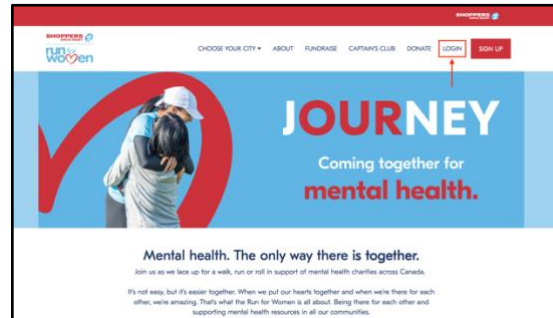 SHOPPERS
SHOPPERS
run for
women
CHOOSE YOUR CITY ABOUT FUNDRAISE CAPTAIN'S CLUB DONATE LOGIN SIGN UP
JOURNEY
Coming together for
mental health.
Mental health. The only way there is together.
Join us as we lace up for a walk, run or roll in support of mental health charities across Canada.
It's not easy, but it's easier together. When we put our hearts together and when we're there for each
other, we're amazing. That's what the Run for Women is all about. Being there for each other and
supporting mental health resources in all our communities.